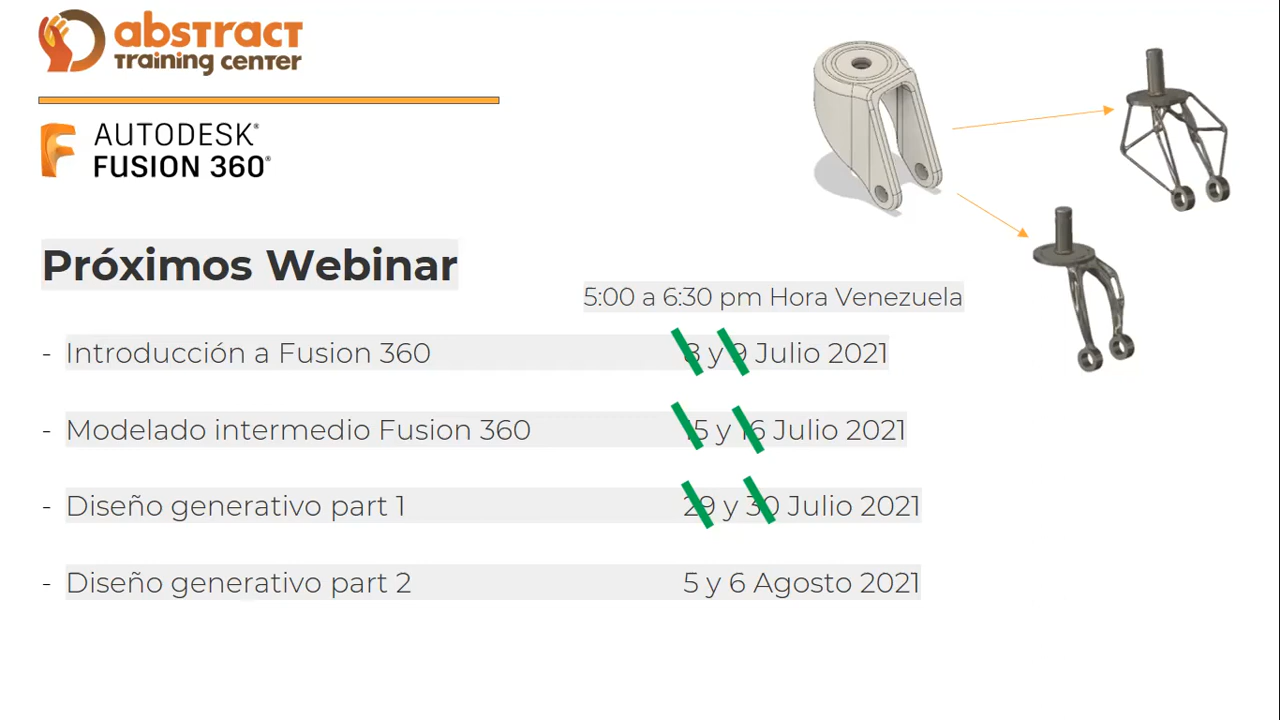 abstract
training center
AUTODESK®
FUSION 360®
Próximos Webinar
5:00 a 6:30 pm Hora Venezuela
- Introducción a Fusion 360 8 y 9 Julio 2021
- Modelado intermedio Fusion 360 15 y 16 Julio 2021
- Diseño generativo part 1 29 y 30 Julio 2021
- Diseño generativo part 2 5 y 6 Agosto 2021